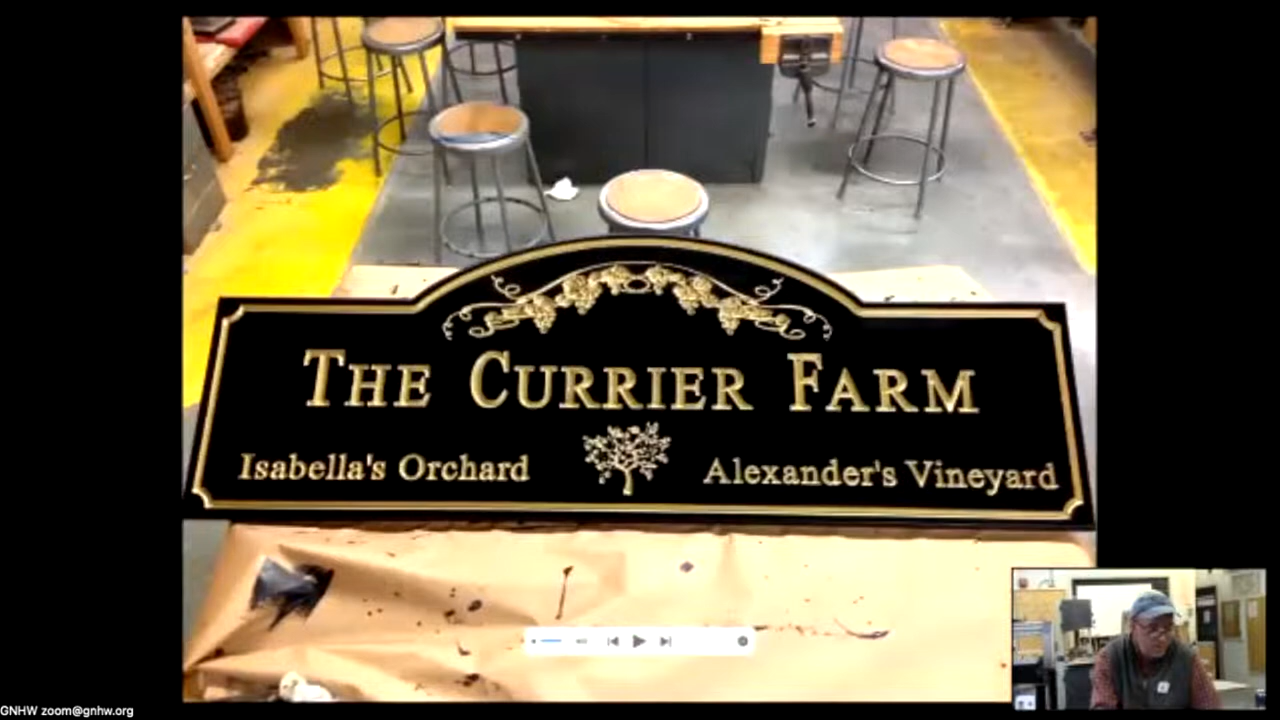 The Currier Farm
Isabella's Orchard
Alexander's Vineyard
GNHW zoom@gnhw.org